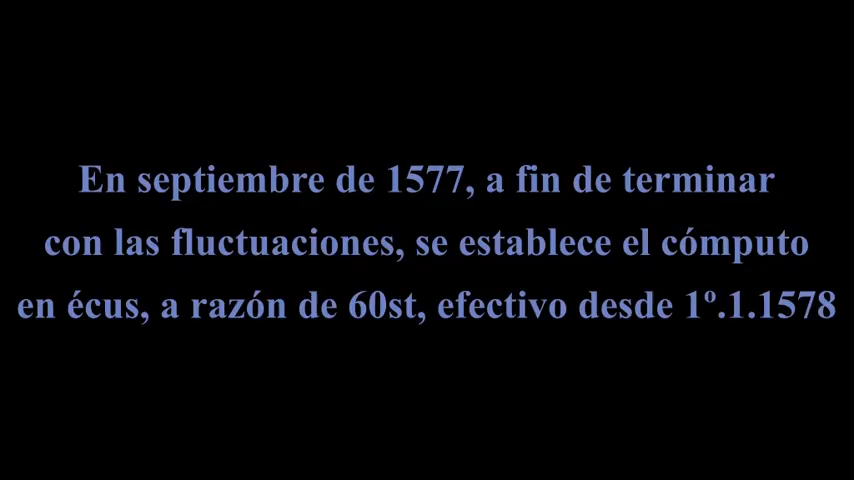 En septiembre de 1577, a fin de terminar
con las fluctuaciones, se establece el cómputo
en écus, a razón de 60st, efectivo desde 1º.1.1578